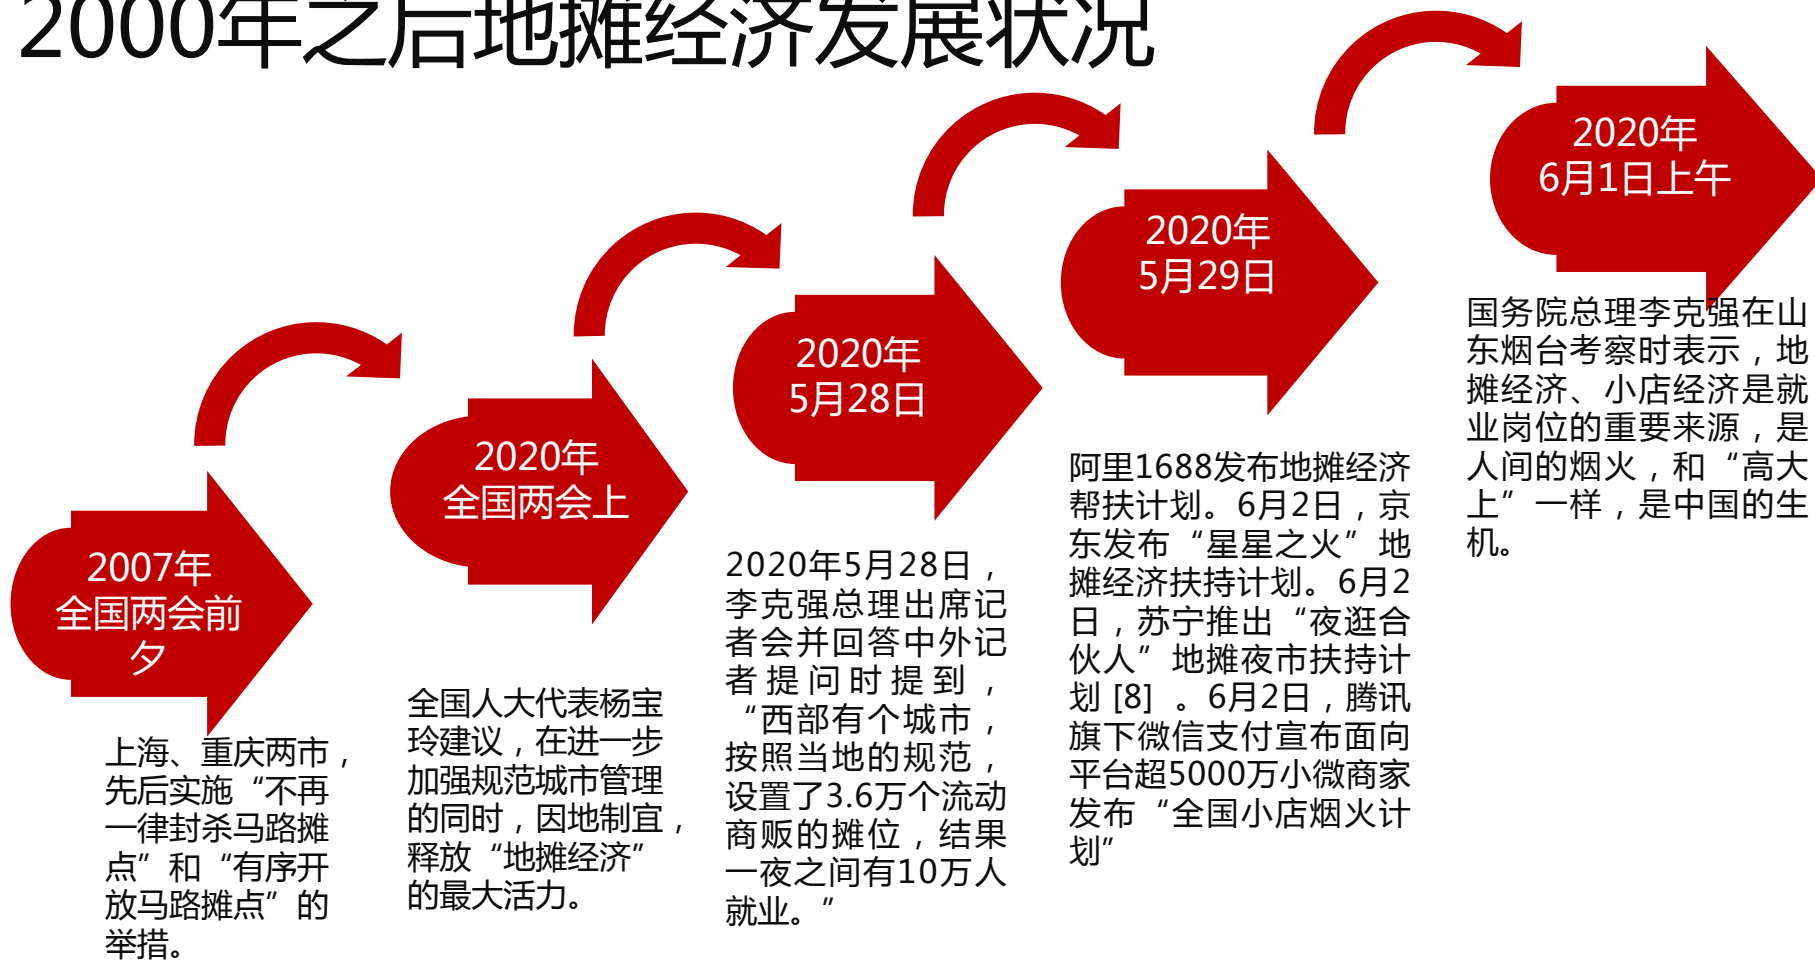 2000年之后地摊经济发展状况
2007年
全国两会前
夕
上海、重庆两市，
先后实施“不再
一律封杀马路摊
点”和“有序开
放马路摊点”的
举措。
2020年
全国两会上
全国人大代表杨宝
玲建议，在进一步
加强规范城市管理
的同时，因地制宜，
释放“地摊经济”
的最大活力。
2020年
5月28日
2020年5月28日，
李克强总理出席记
者会并回答中外记
者提问时提到，
“西部有个城市，
按照当地的规范，
设置了3.6万个流动
商贩的摊位，结果
一夜之间有10万人
就业。”
2020年
5月29日
阿里1688发布地摊经济
帮扶计划。6月2日，京
东发布“星星之火”地
摊经济扶持计划。6月2
日，苏宁推出“夜逛合
伙人”地摊夜市扶持计
划 [8] 。6月2日，腾讯
旗下微信支付宣布面向
平台超5000万小微商家
发布“全国小店烟火计
划”
2020年
6月1日上午
国务院总理李克强在山
东烟台考察时表示，地
摊经济、小店经济是就
业岗位的重要来源，是
人间的烟火，和“高大
上”一样，是中国的生
机。